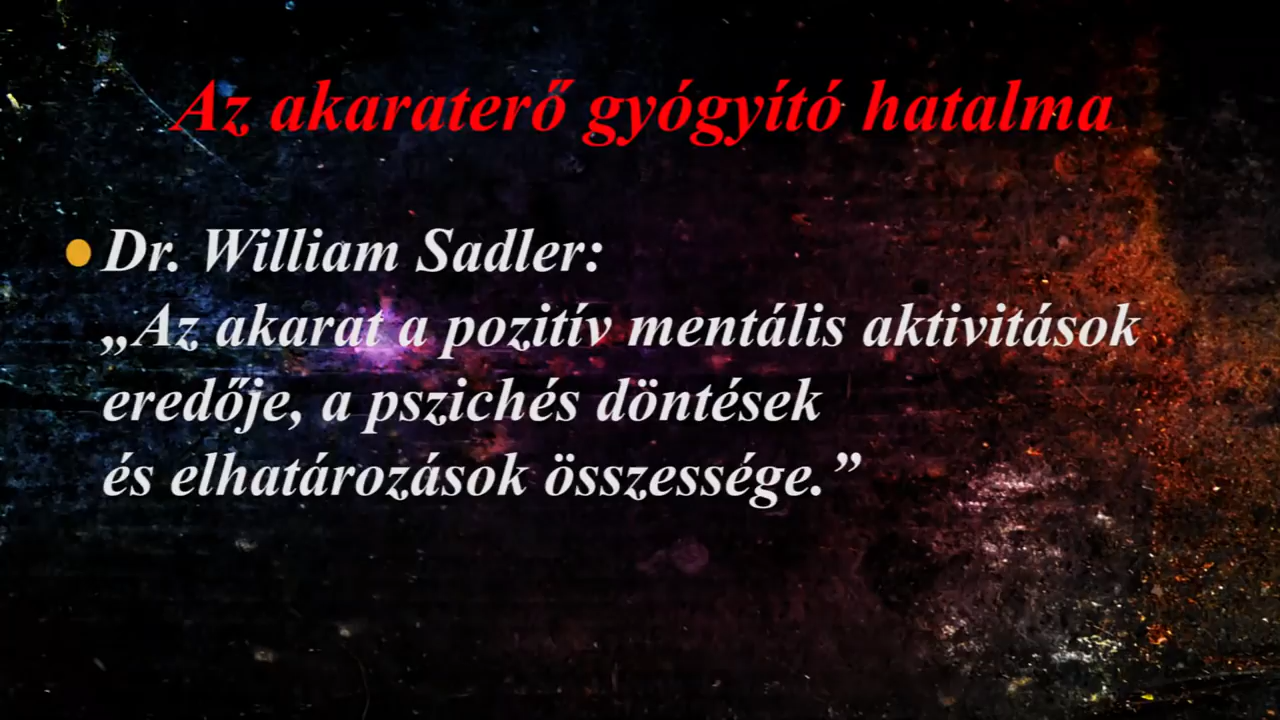 Az akaraterő gyógyító hatalma
Dr. William Sadler:
„Az akarat a pozitív mentális aktivitások
eredője, a pszichés döntések
és elhatározások összessége.”